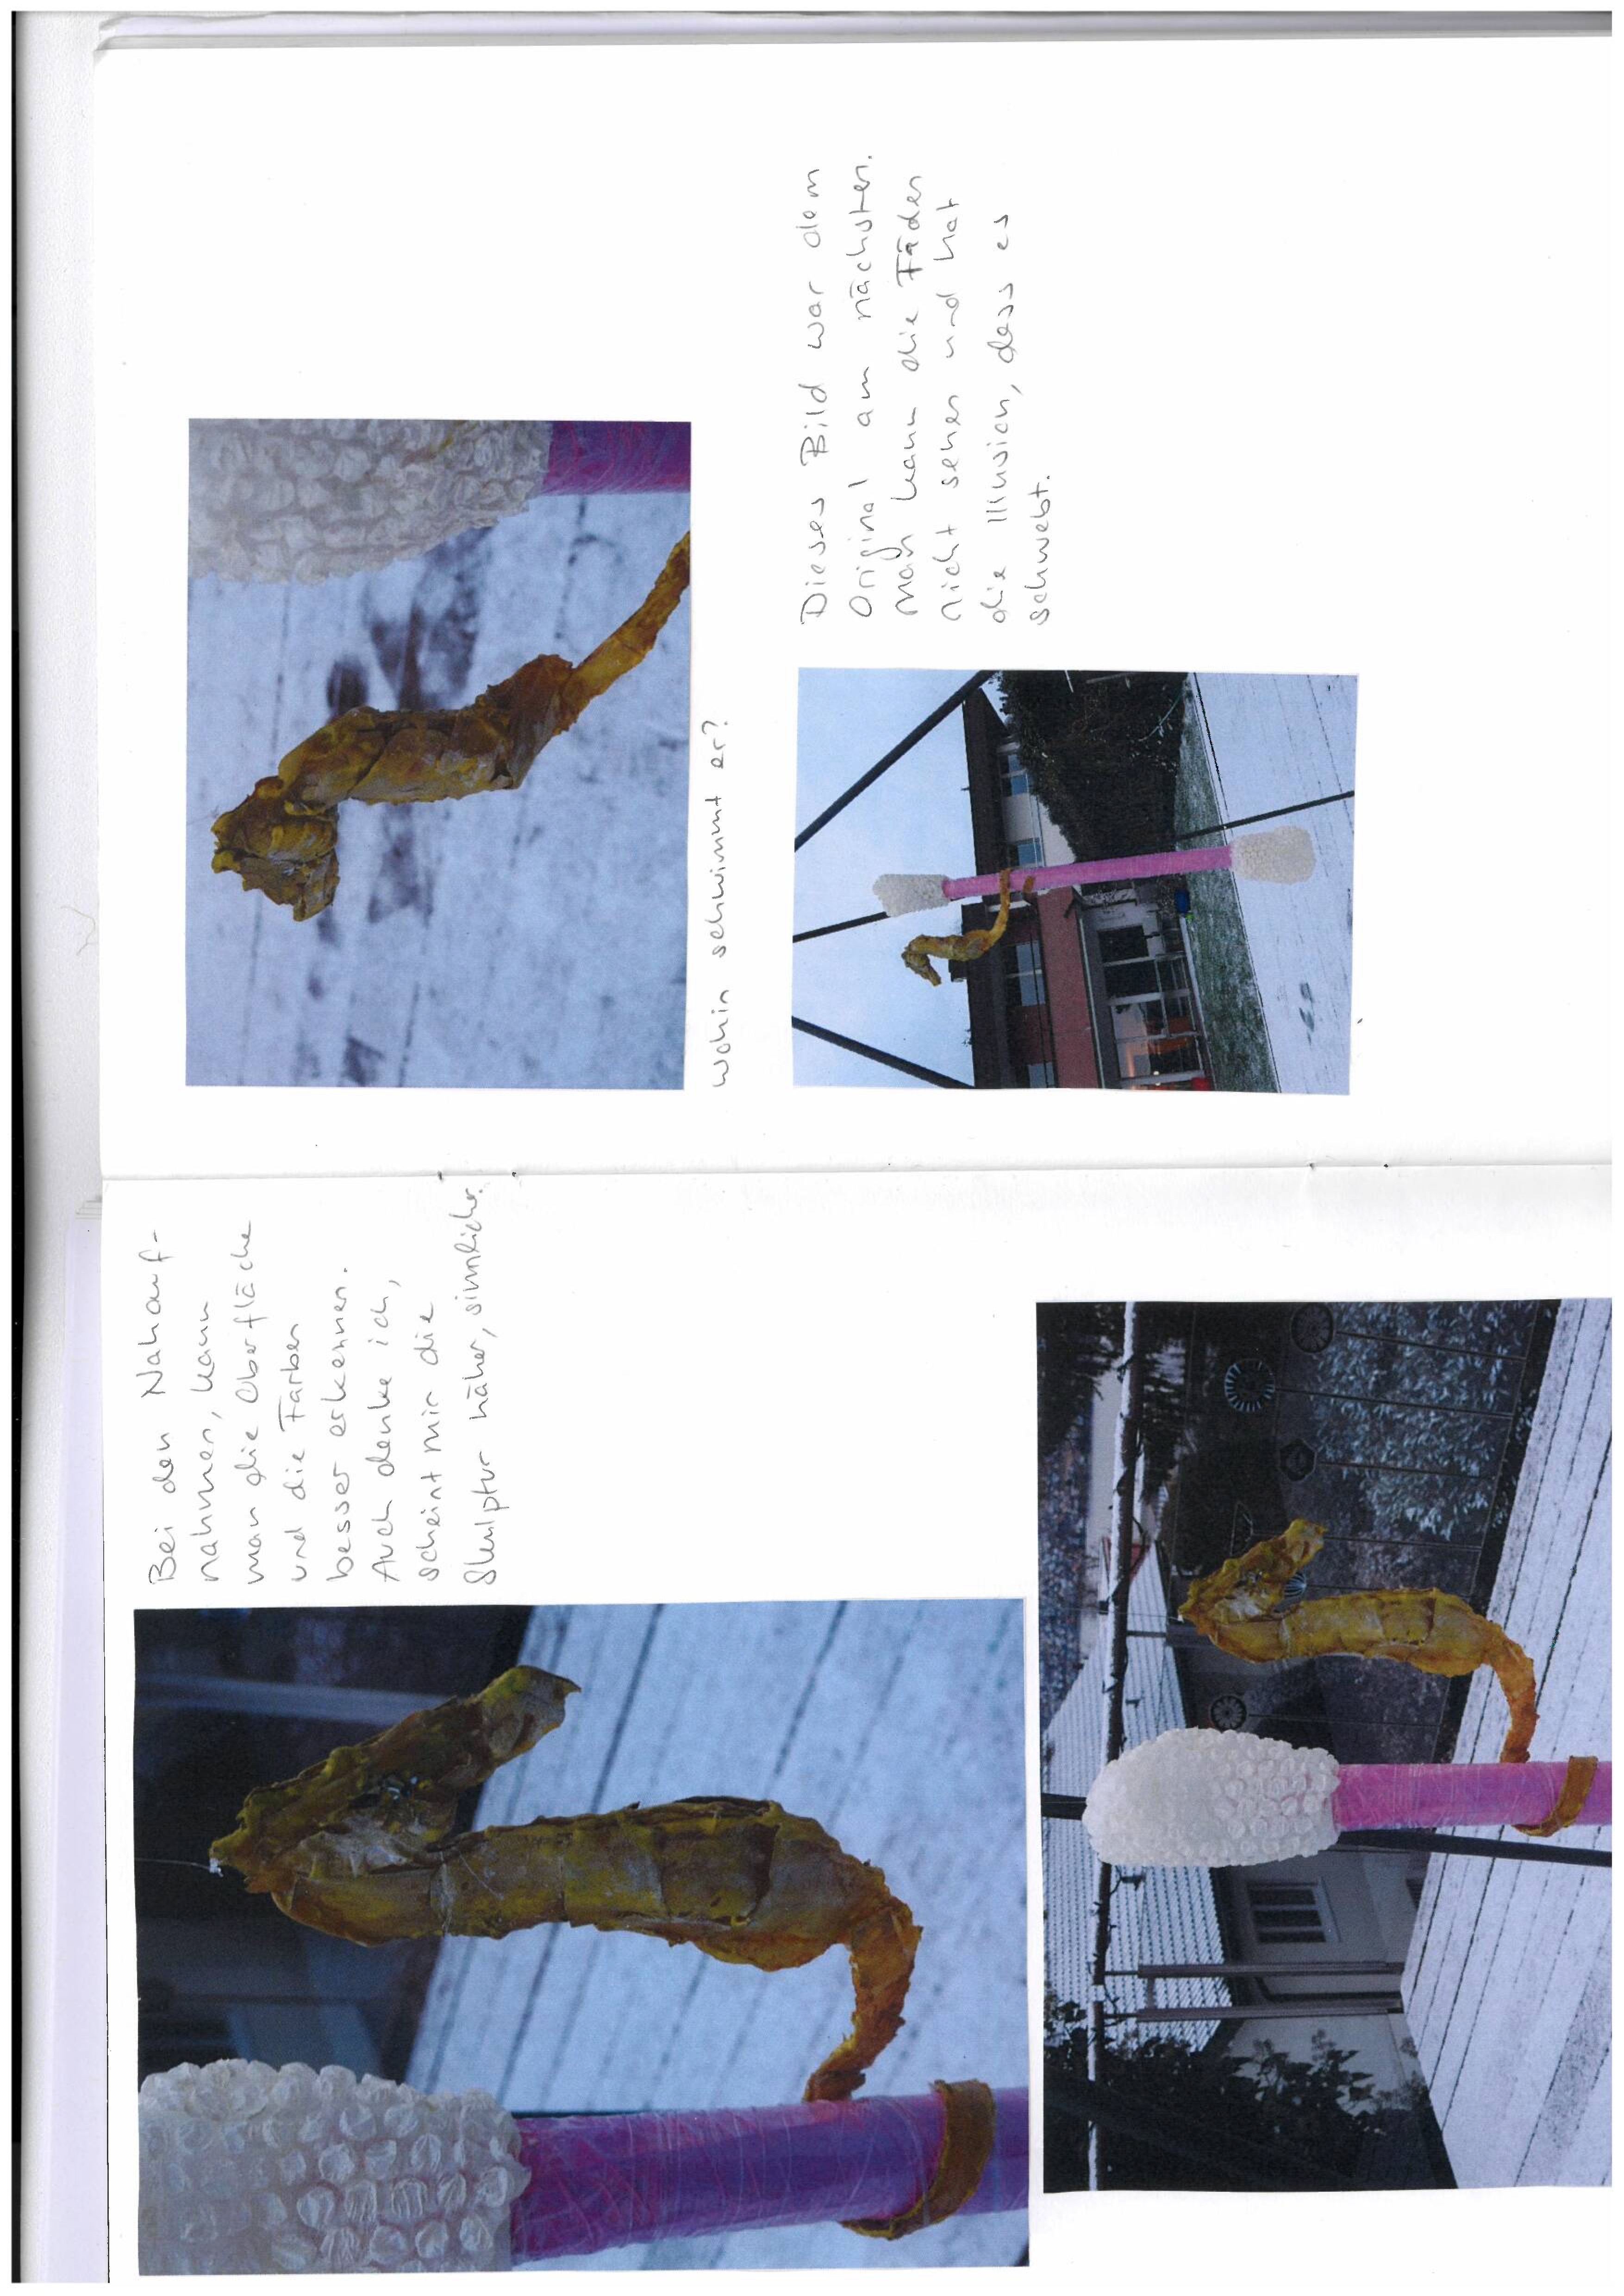 Bei den Nahauf-
nahmen, kann
man die Oberfläche
und die Farben
besser erkennen.
Auch denke ich,
scheint mir die
Skulptur näher, sinnlicher.
wohin schwimmt er?
Dieses Bild war dem
Original am nächsten.
Man kann die Fäden
nicht sehen und hat
die Illusion, dass es
schwebt.